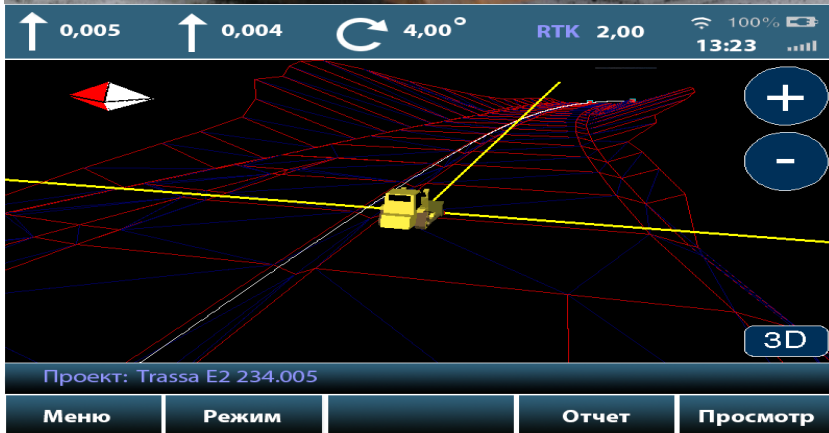 0,005 0,004 4,00° RTK 2,00 100%
13:23
+
-
3D
Проект: Trassa E2 234.005
Меню Режим Отчет Просмотр